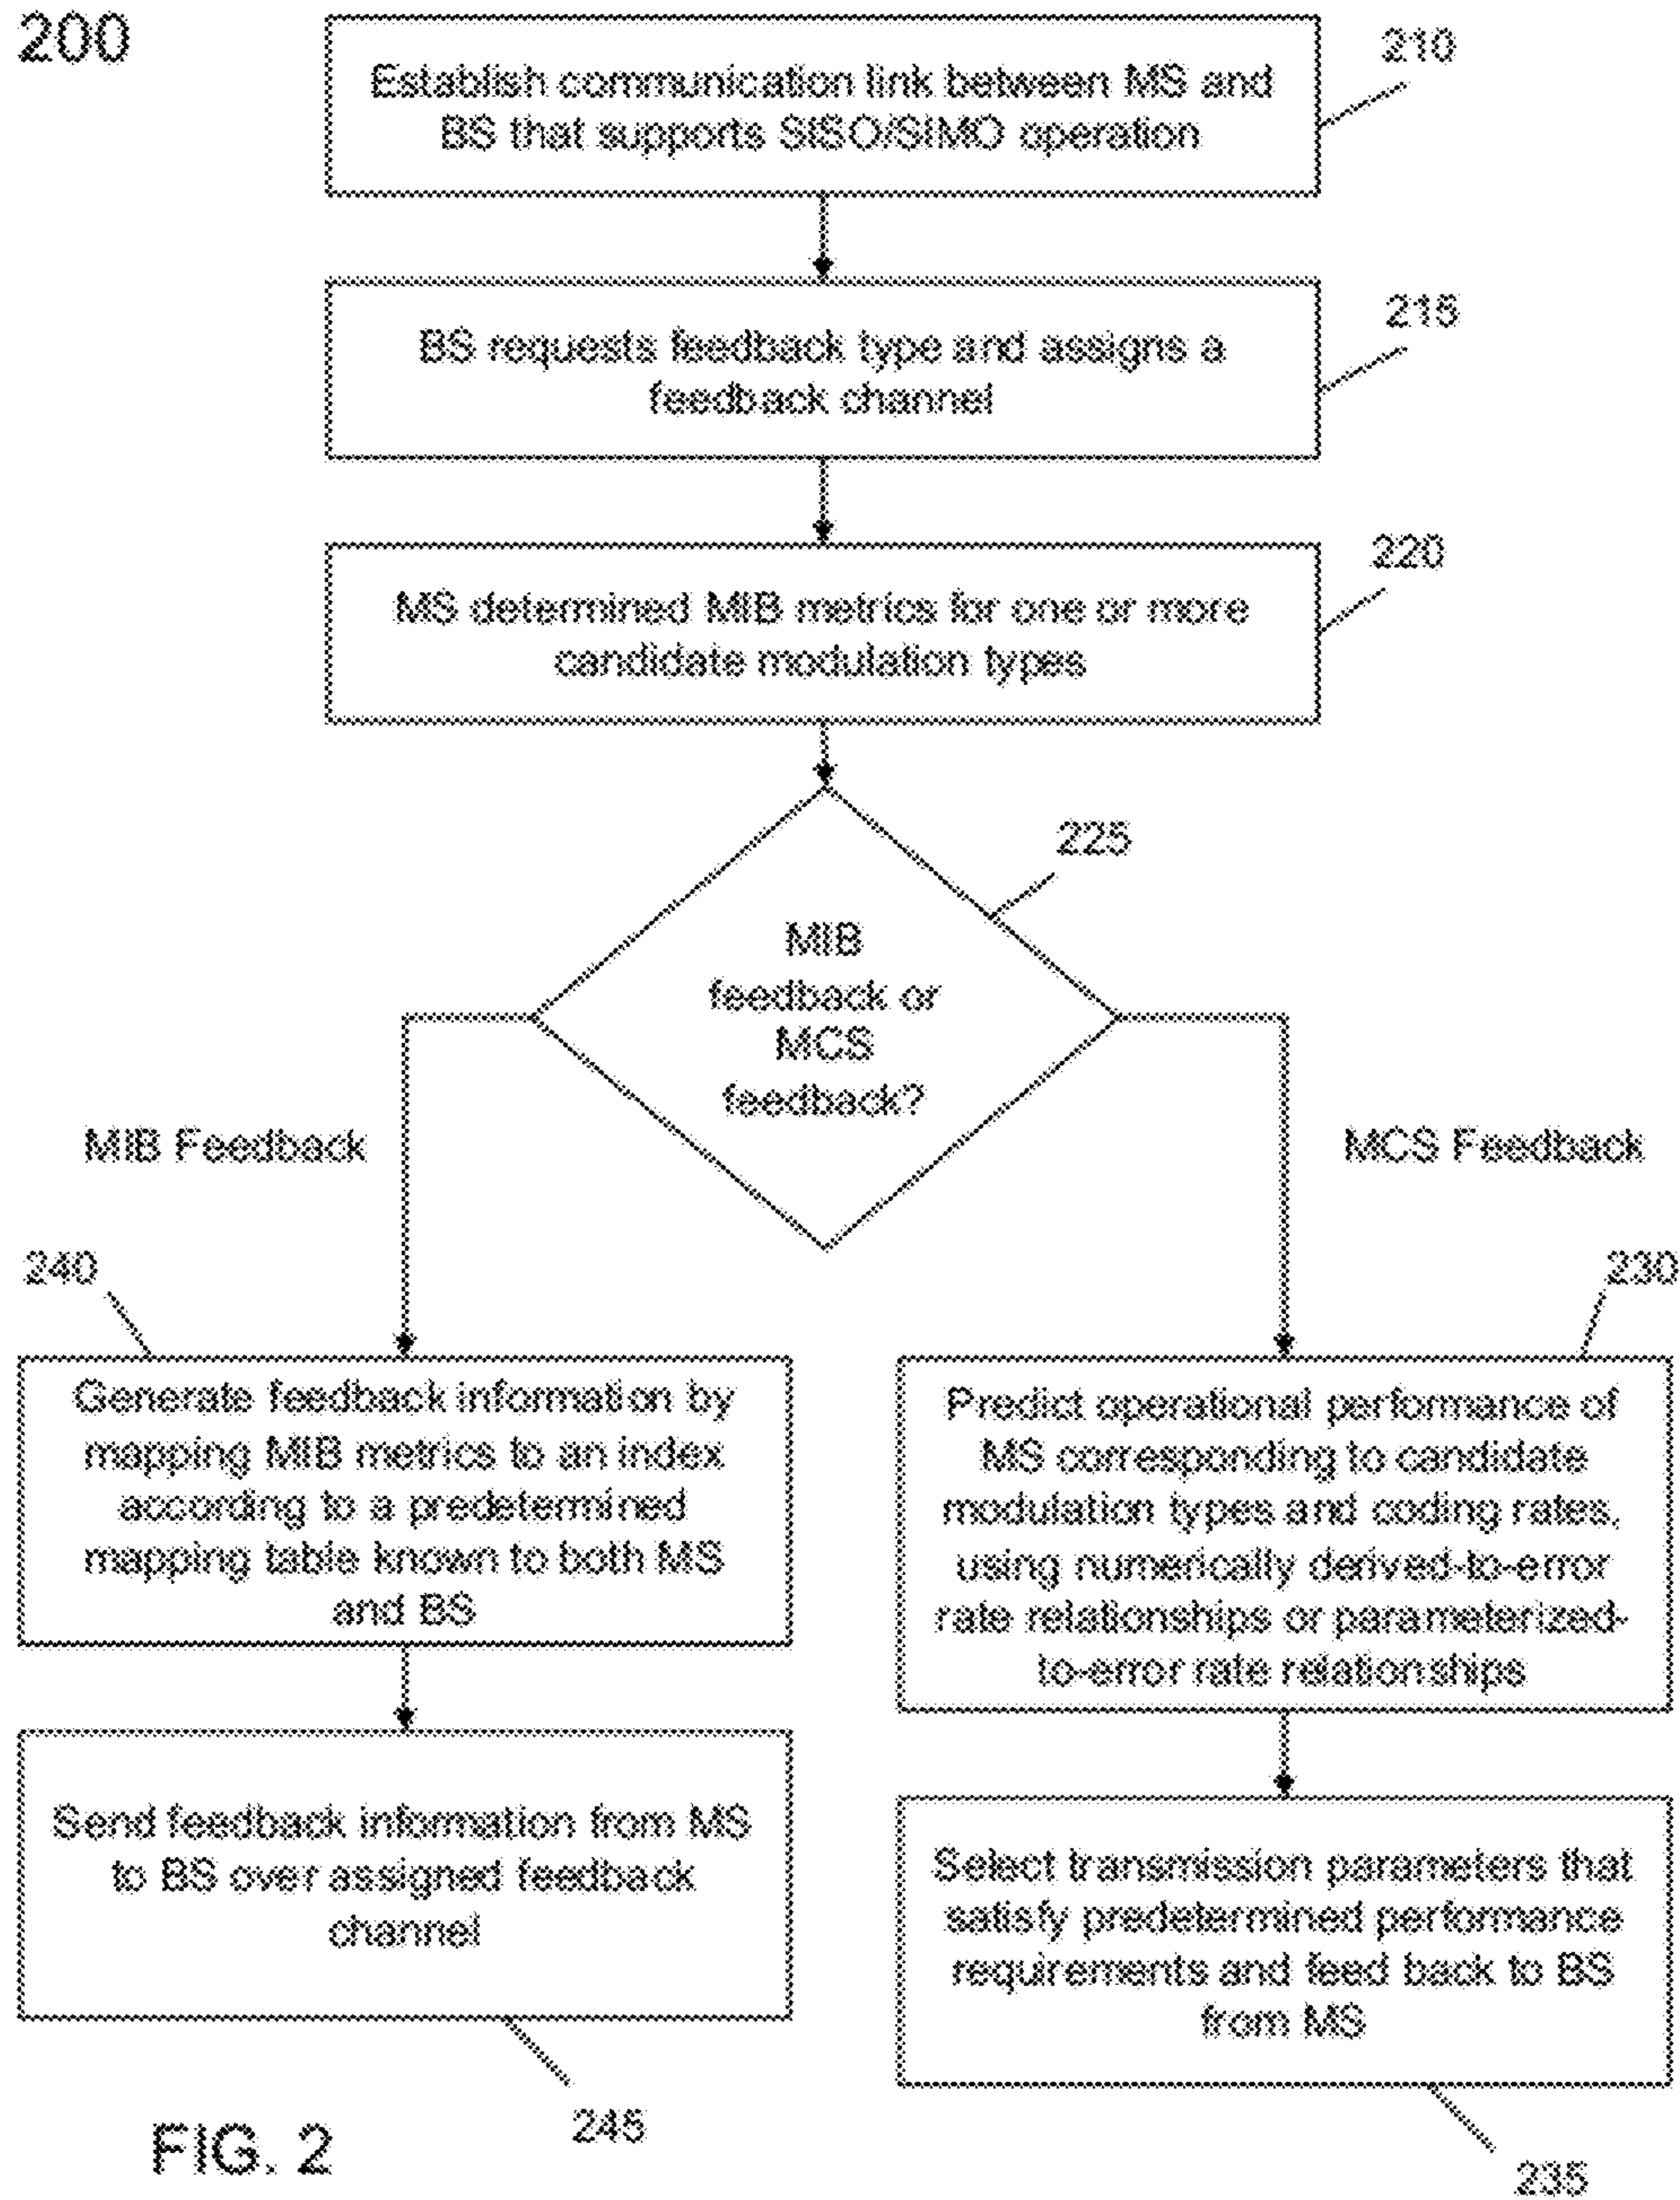 200
210
Establish communication link between MS and
BS that supports SISO/SIMO operation
215
BS requests feedback type and assigns a
feedback channel
220
MS determined MIB metrics for one or more
candidate modulation types
225
MIB
feedback or
MCS
feedback?
MIB Feedback
MCS Feedback
240
230
Generate feedback information by
mapping MIB metrics to an index
according to a predetermined
mapping table known to both MS
and BS
Predict operational performance of
MS corresponding to candidate
modulation types and coding rates,
using numerically derived-to-error
rate relationships or parameterized-
to-error rate relationships
Send feedback information from MS
to BS over assigned feedback
channel
Select transmission parameters that
satisfy predetermined performance
requirements and feed back to BS
from MS
245
235
FIG. 2